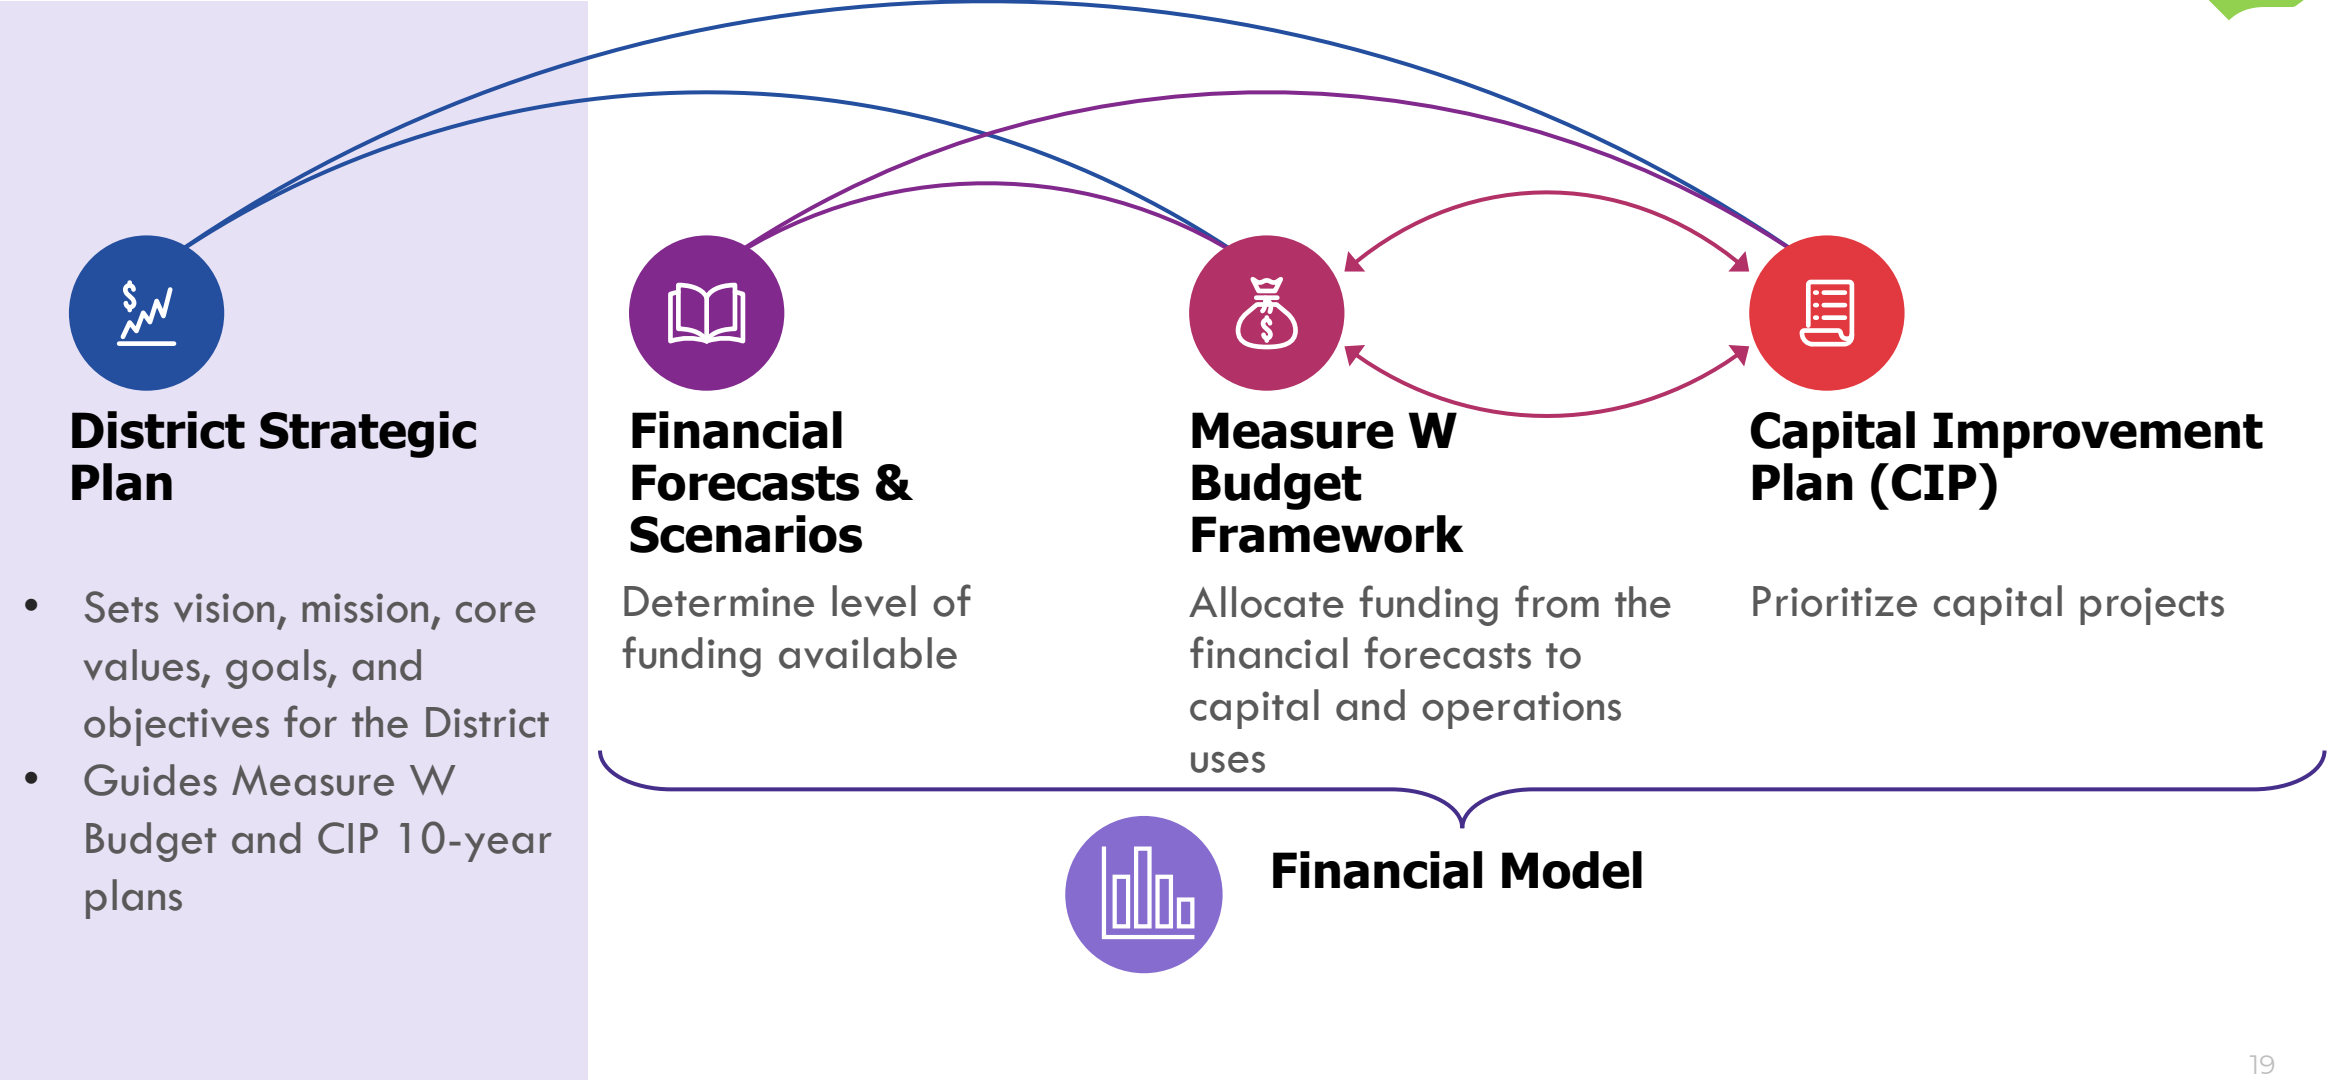 District Strategic
Plan
• Sets vision, mission, core
values, goals, and
objectives for the District
• Guides Measure W
Budget and CIP 10-year
plans
Financial
Forecasts &
Scenarios
Determine level of
funding available
Measure W
Budget
Framework
Allocate funding from the
financial forecasts to
capital and operations
uses
Capital Improvement
Plan (CIP)
Prioritize capital projects
Financial Model
19